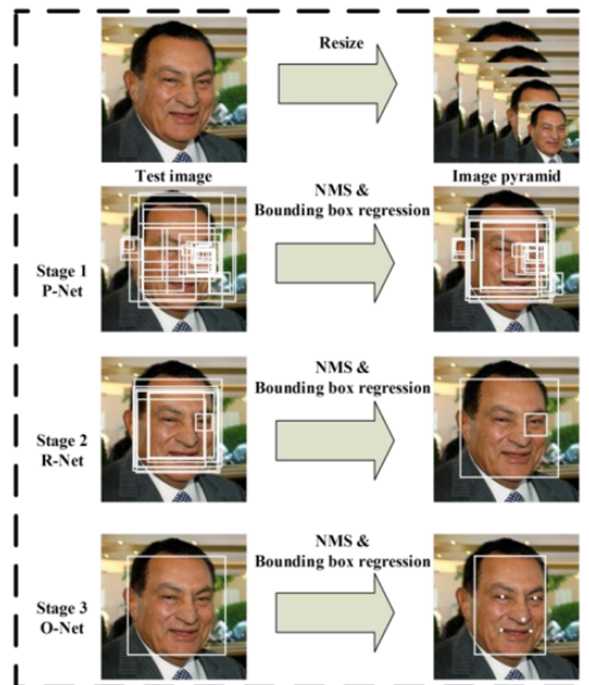 Resize
Test image
Image pyramid
NMS &
Bounding box regression
Stage 1
P-Net
NMS &
Bounding box regression
Stage 2
R-Net
NMS &
Bounding box regression
Stage 3
O-Net